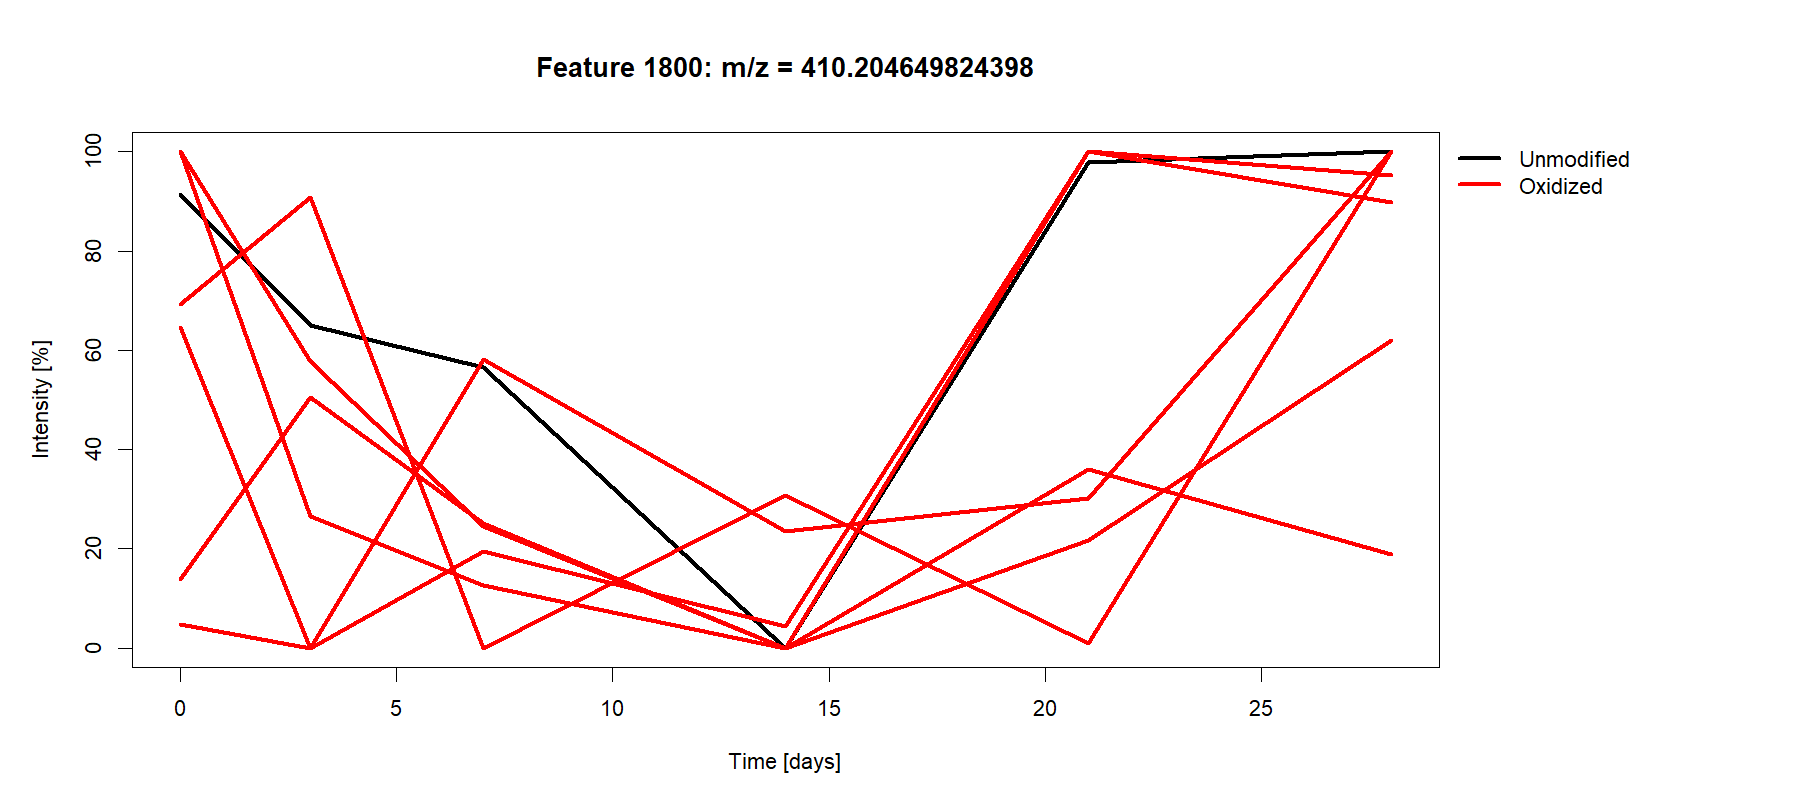 Feature 1800: m/z = 410.204649824398
Unmodified
Oxidized
Intensity [%]
100
80
60
40
20
0
0 5 10 15 20 25
Time [days]